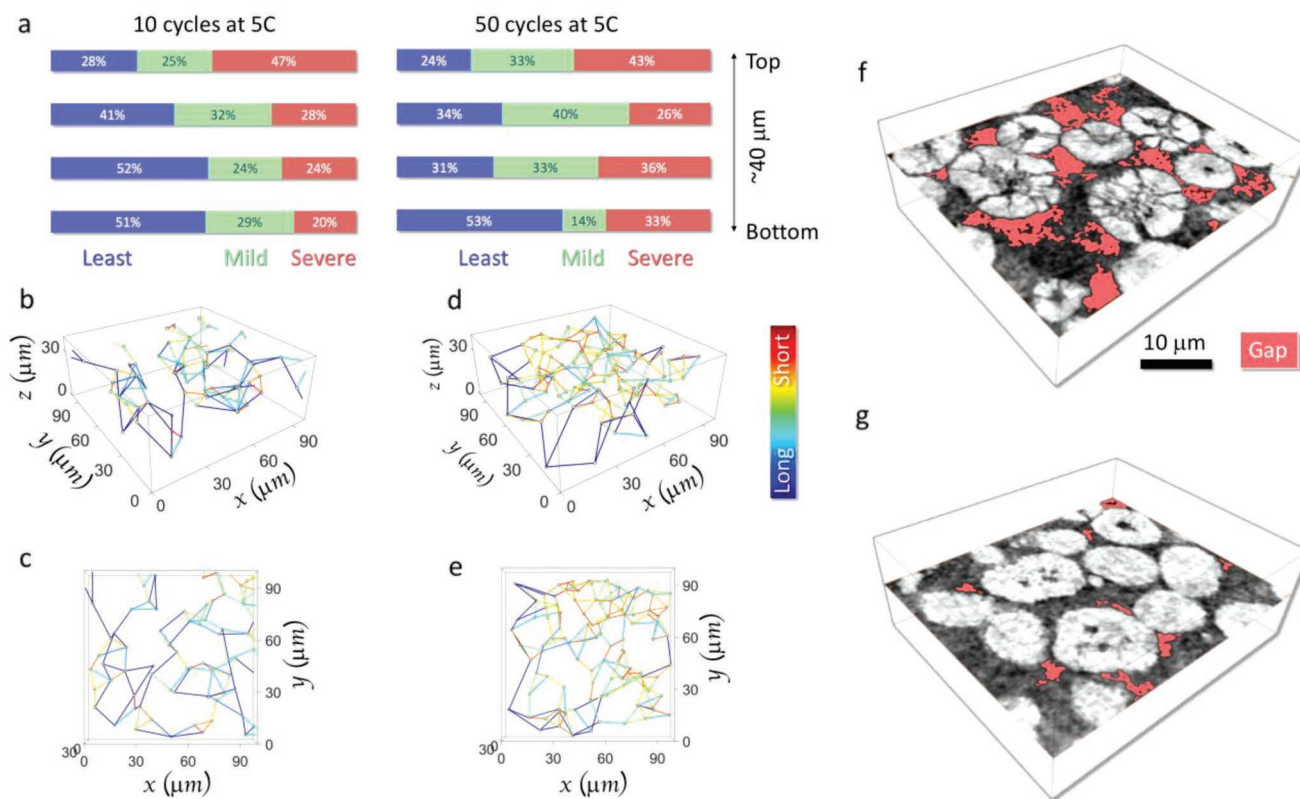 a
10 cycles at 5C
50 cycles at 5C
28% 25% 47%
24% 33% 43%
Top
41% 32% 28%
34% 40% 26%
~40 μm
52% 24% 24%
31% 33% 36%
51% 29% 20%
53% 14% 33%
Bottom
Least Mild Severe
Least Mild Severe
b
z (μm)
30
0
y (μm)
90
60
30
0
x (μm)
0
30
60
90
d
z (μm)
30
0
y (μm)
90
60
30
0
x (μm)
0
30
60
90
Short
Long
c
90
60
30
0
y (μm)
30
0
30
60
90
x (μm)
e
90
60
30
0
y (μm)
30
0
30
60
90
x (μm)
f
10 μm
Gap
g